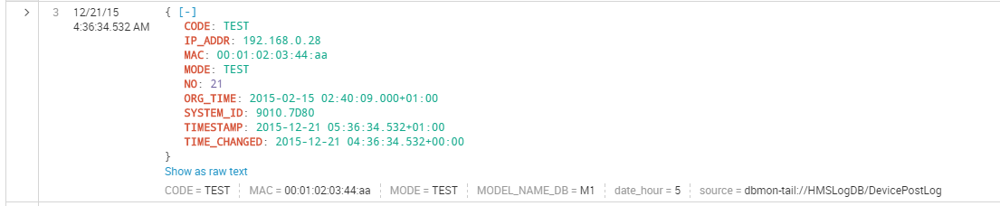 > 3 12/21/15 { [-]
4:36:34.532 AM CODE: TEST
IP_ADDR: 192.168.0.28
MAC: 00:01:02:03:44:aa
MODE: TEST
NO: 21
ORG_TIME: 2015-02-15 02:40:09.000+01:00
SYSTEM_ID: 9010.7D80
TIMESTAMP: 2015-12-21 05:36:34.532+01:00
TIME_CHANGED: 2015-12-21 04:36:34.532+00:00
}
Show as raw text
CODE = TEST MAC = 00:01:02:03:44:aa MODE = TEST MODEL_NAME_DB = M1 date_hour = 5 source = dbmon-tail://HMSLogDB/DevicePostLog